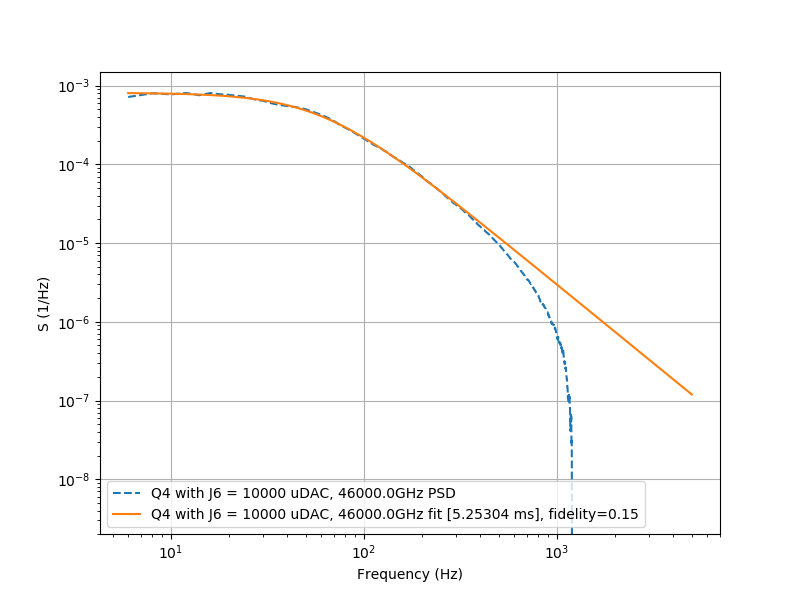 10⁻³
10⁻⁴
10⁻⁵
10⁻⁶
10⁻⁷
10⁻⁸
S (1/Hz)
Q4 with J6 = 10000 uDAC, 46000.0GHz PSD
Q4 with J6 = 10000 uDAC, 46000.0GHz fit [5.25304 ms], fidelity=0.15
10¹ 10² 10³
Frequency (Hz)